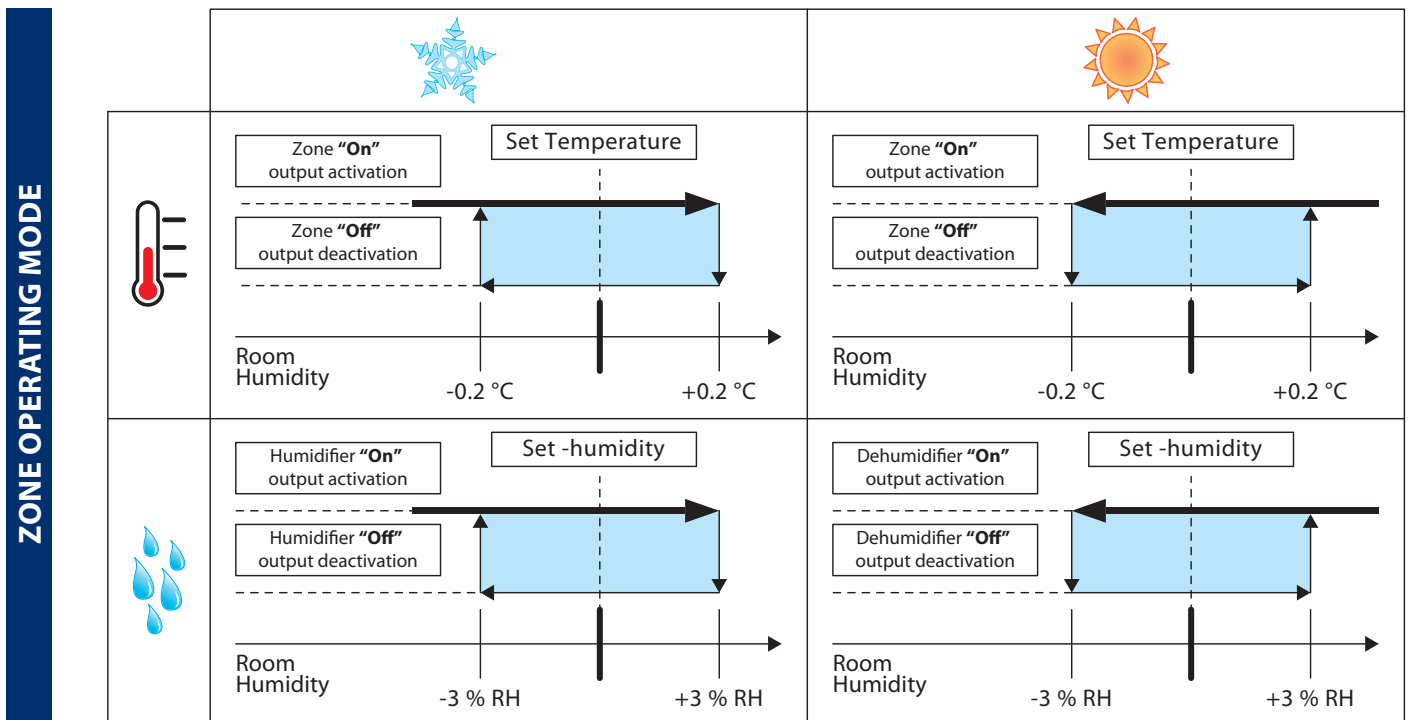 ZONE OPERATING MODE
Zone “On”
output activation
Set Temperature
Zone “Off”
output deactivation
Room
Humidity
-0.2 °C
+0.2 °C
Zone “On”
output activation
Set Temperature
Zone “Off”
output deactivation
Room
Humidity
-0.2 °C
+0.2 °C
Humidifier “On”
output activation
Set -humidity
Humidifier “Off”
output deactivation
Room
Humidity
-3 % RH
+3 % RH
Dehumidifier “On”
output activation
Set -humidity
Dehumidifier “Off”
output deactivation
Room
Humidity
-3 % RH
+3 % RH